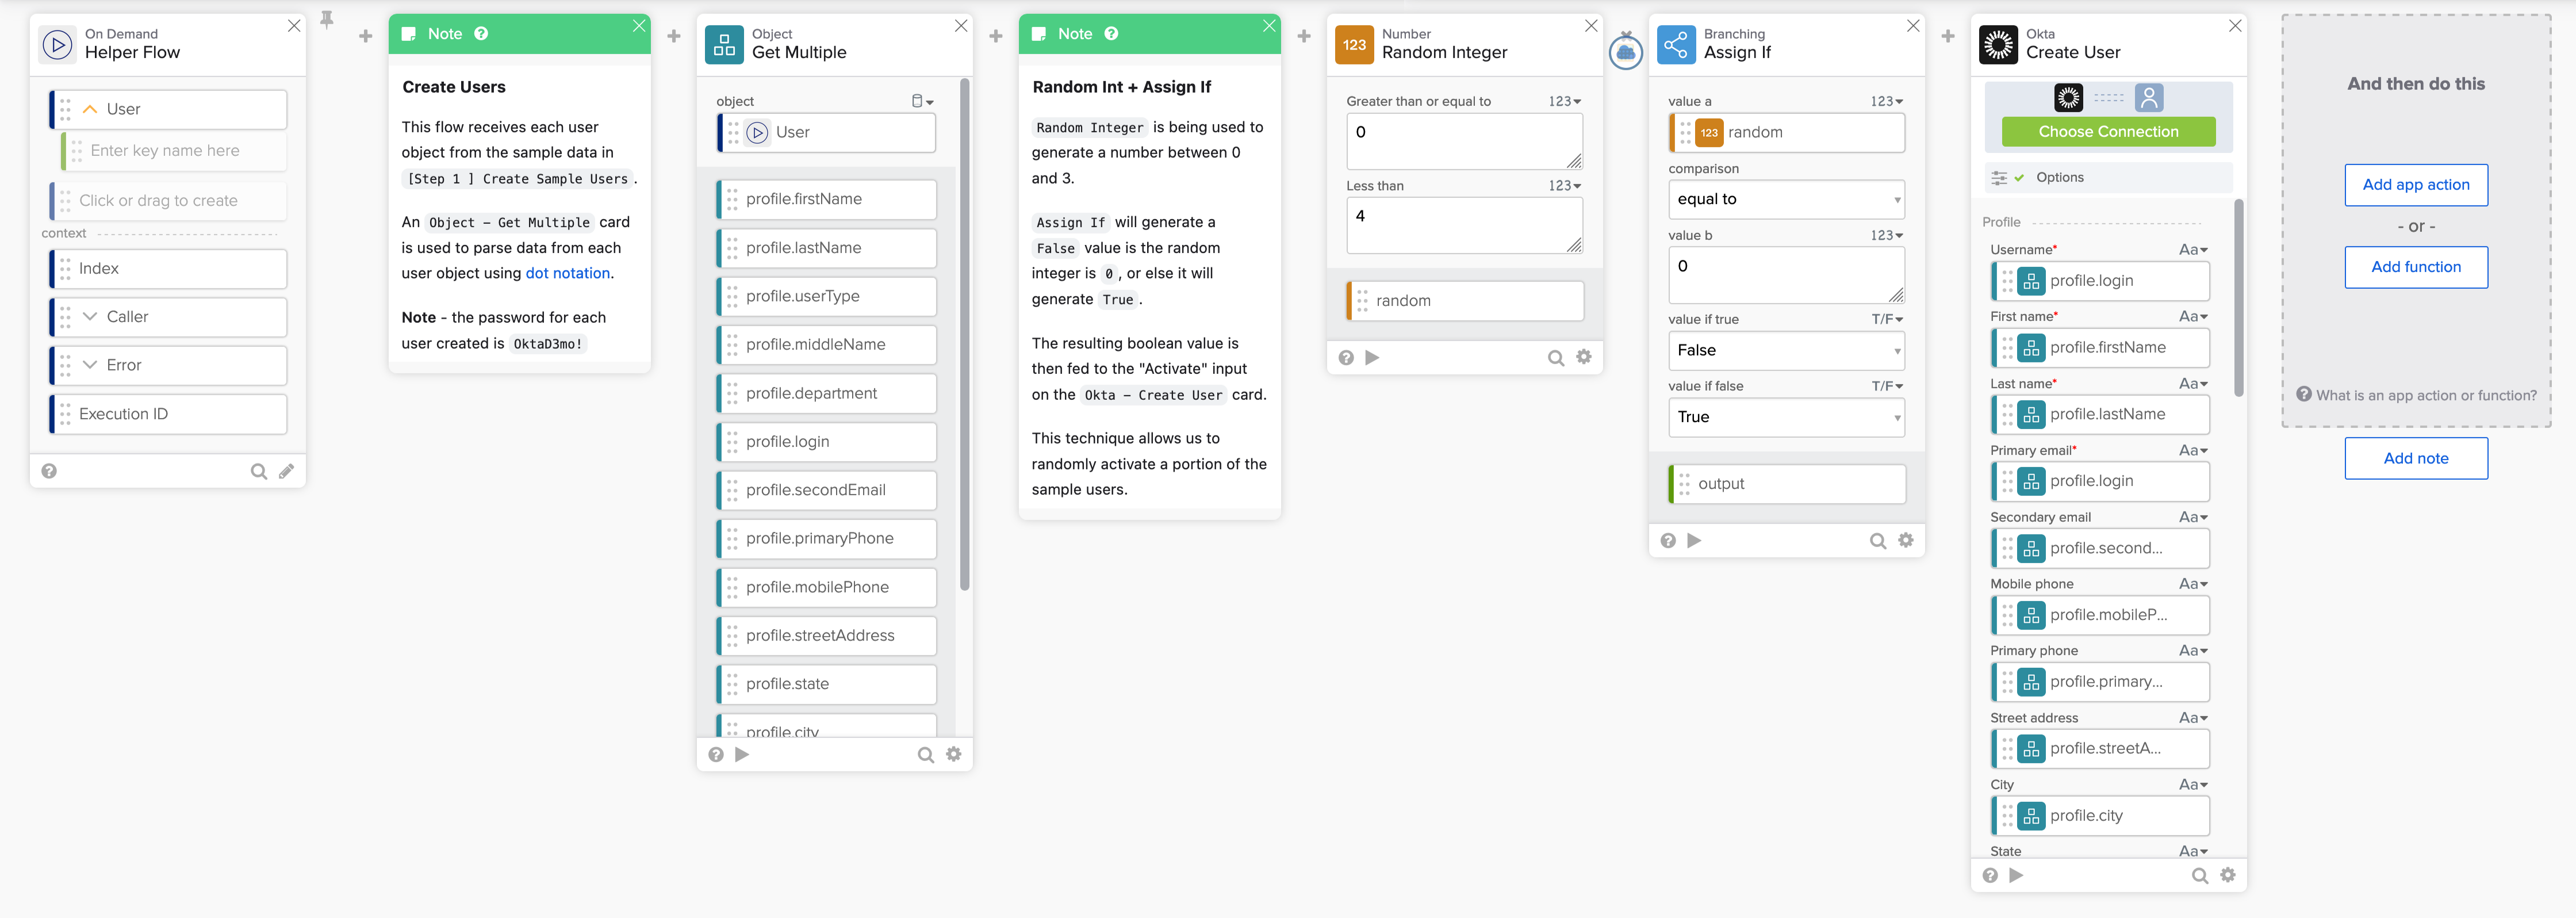 On Demand
Helper Flow
User
Enter key name here
Click or drag to create
context
Index
Caller
Error
Execution ID
Note
Create Users
This flow receives each user
object from the sample data in
[Step 1 ] Create Sample Users.
An Object – Get Multiple card
is used to parse data from each
user object using dot notation.
Note - the password for each
user created is OktaD3mo!
Object
Get Multiple
object
User
profile.firstName
profile.lastName
profile.userType
profile.middleName
profile.department
profile.login
profile.secondEmail
profile.primaryPhone
profile.mobilePhone
profile.streetAddress
profile.state
profile.city
Note
Random Int + Assign If
Random Integer is being used to
generate a number between 0
and 3.
Assign If will generate a
False value is the random
integer is 0, or else it will
generate True.
The resulting boolean value is
then fed to the "Activate" input
on the Okta – Create User card.
This technique allows us to
randomly activate a portion of the
sample users.
123
Number
Random Integer
Greater than or equal to 123
0
Less than 123
4
random
Branching
Assign If
value a 123
123 random
comparison
equal to
value b 123
0
value if true T/F
False
value if false T/F
True
output
Okta
Create User
Choose Connection
Options
Profile
Username* Aa
profile.login
First name* Aa
profile.firstName
Last name* Aa
profile.lastName
Primary email* Aa
profile.login
Secondary email Aa
profile.second...
Mobile phone Aa
profile.mobileP...
Primary phone Aa
profile.primary...
Street address Aa
profile.streetA...
City Aa
profile.city
State Aa
And then do this
Add app action
- or -
Add function
What is an app action or function?
Add note